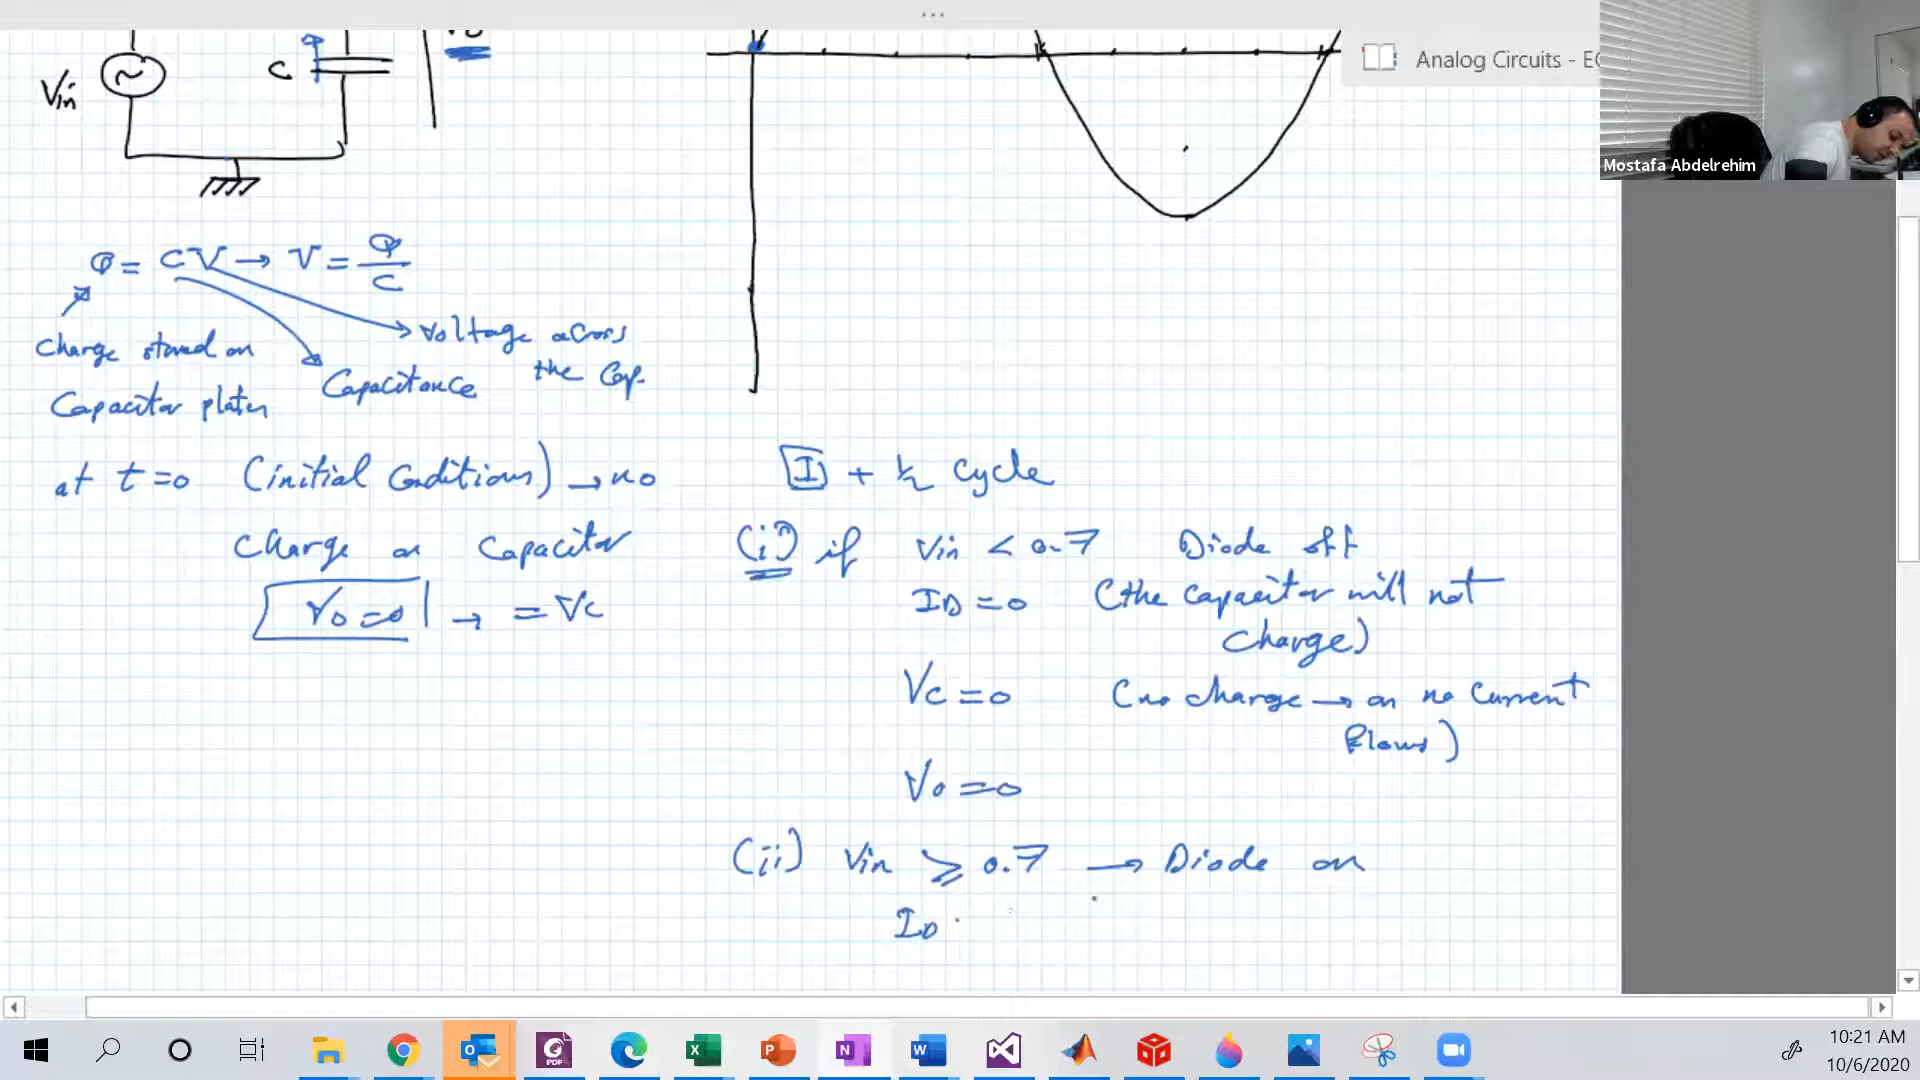 Analog Circuits - EC
Mostafa Abdelrehim
Vin
C
Q = CV → V = Q/C
Charge stored on
Capacitor plates
Capacitance
Voltage across
the Cap.
at t=0 (initial Conditions) → no
Charge on Capacitor
Vo=0 → = Vc
I + ½ Cycle
(i) if Vin < 0.7 Diode off
ID = 0 (the capacitor will not
Charge)
Vc = 0 (no charge → on no Current
flows)
Vo = 0
(ii) Vin ⩾ 0.7 → Diode on
ID
10:21 AM
10/6/2020